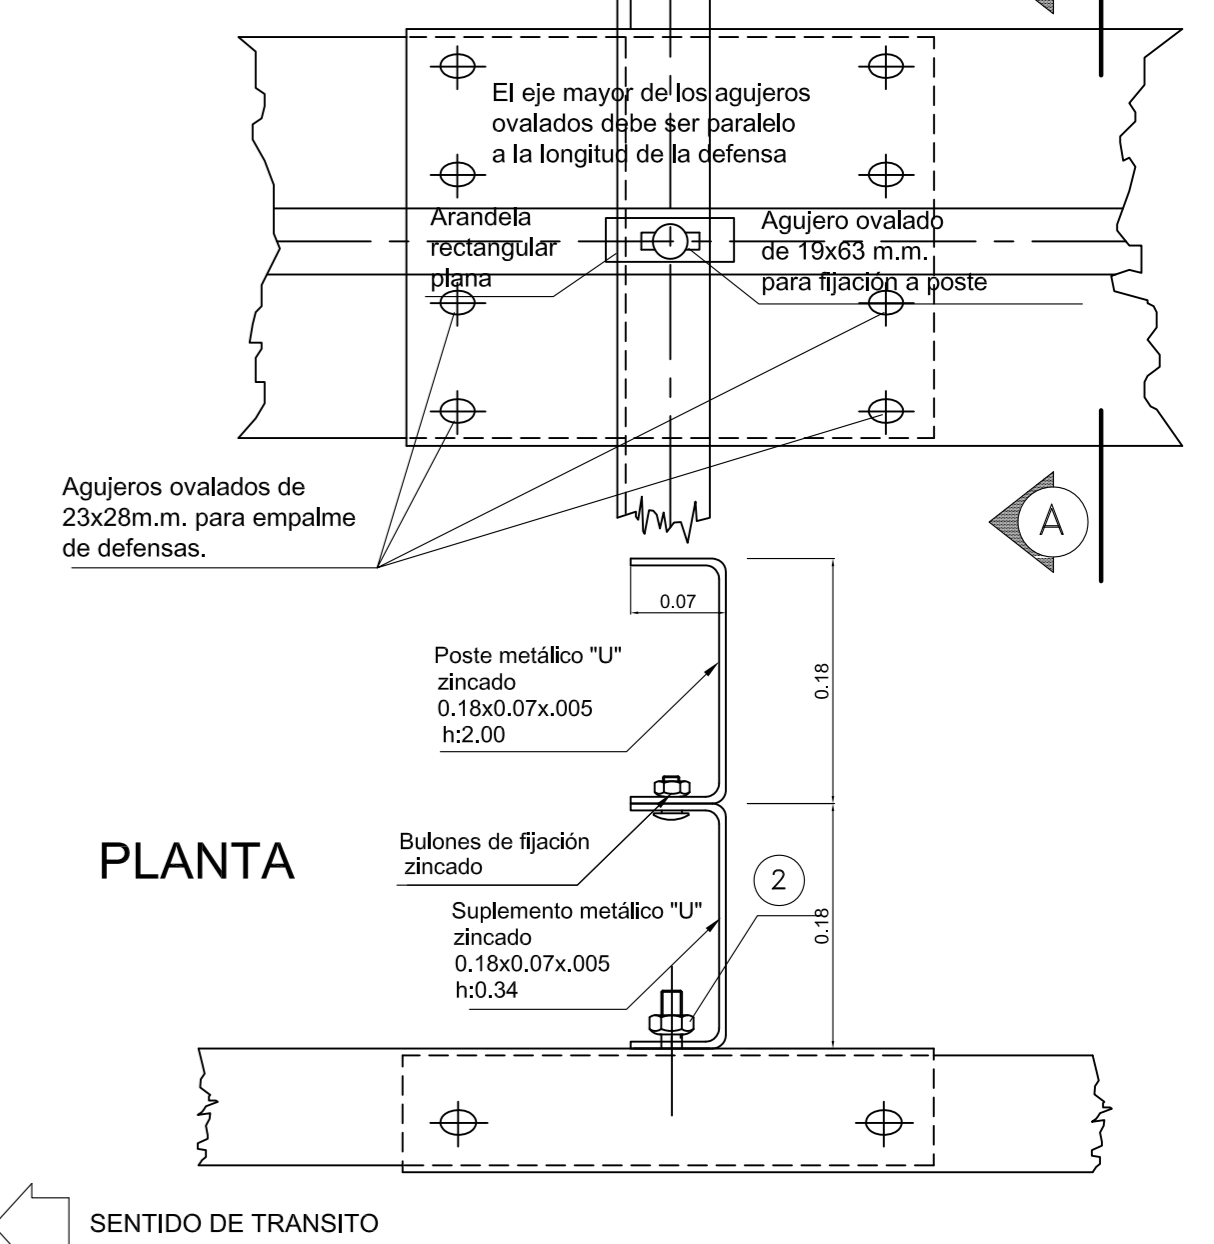 El eje mayor de los agujeros
ovalados debe ser paralelo
a la longitud de la defensa
Arandela
rectangular
plana
Agujero ovalado
de 19x63 m.m.
para fijación a poste
Agujeros ovalados de
23x28m.m. para empalme
de defensas.
A
0.07
0.18
Poste metálico "U"
zincado
0.18x0.07x.005
h:2.00
PLANTA
Bulones de fijación
zincado
2
0.18
Suplemento metálico "U"
zincado
0.18x0.07x.005
h:0.34
SENTIDO DE TRANSITO